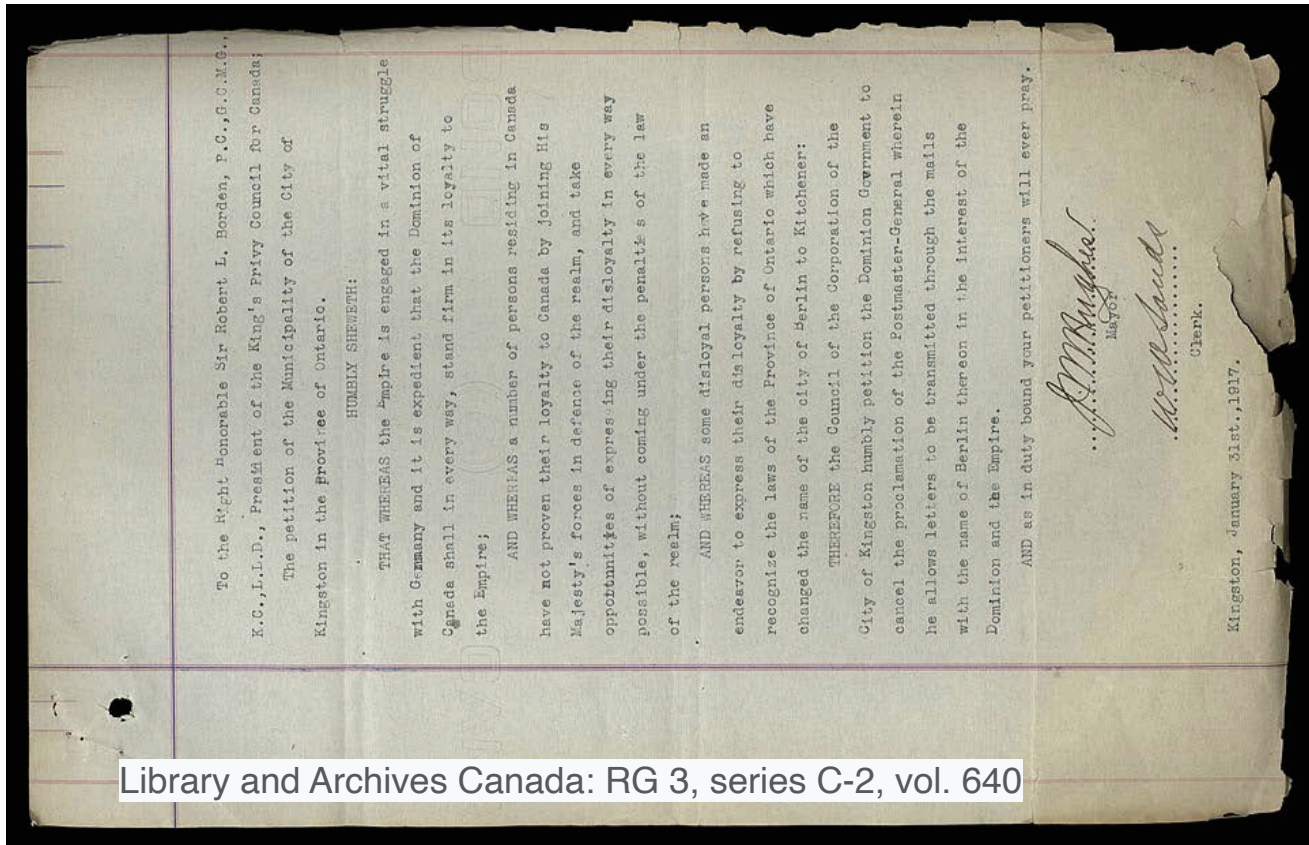 To the Right Honorable Sir Robert L. Borden, P.C.,G.C.M.G.,
K.C.,L.L.D., President of the King's Privy Council for Canada;
The petition of the Municipality of the City of
Kingston in the Province of Ontario.
HUMBLY SHEWETH:
THAT WHEREAS the Empire is engaged in a vital struggle
with Germany and it is expedient that the Dominion of
Canada shall in every way, stand firm in its loyalty to
the Empire;
AND WHEREAS a number of persons residing in Canada
have not proven their loyalty to Canada by joining His
Majesty's forces in defence of the realm, and take
oppotnnities of expressing their disloyalty in every way
possible, without coming under the penalties of the law
of the realm;
AND WHEREAS some disloyal persons have made an
endeavor to express their disloyalty by refusing to
recognize the laws of the Province of Ontario which have
changed the name of the city of Berlin to Kitchener:
THEREFORE the Council of the Corporation of the
City of Kingston humbly petition the Dominion Government to
cancel the proclamation of the Postmaster-General wherein
he allows letters to be transmitted through the mails
with the name of Berlin thereon in the interest of the
Dominion and the Empire.
AND as in duty bound your petitioners will ever pray.
Hughes
Mayor
Sands
Clerk.
Kingston, January 31st.,1917.
Library and Archives Canada: RG 3, series C-2, vol. 640